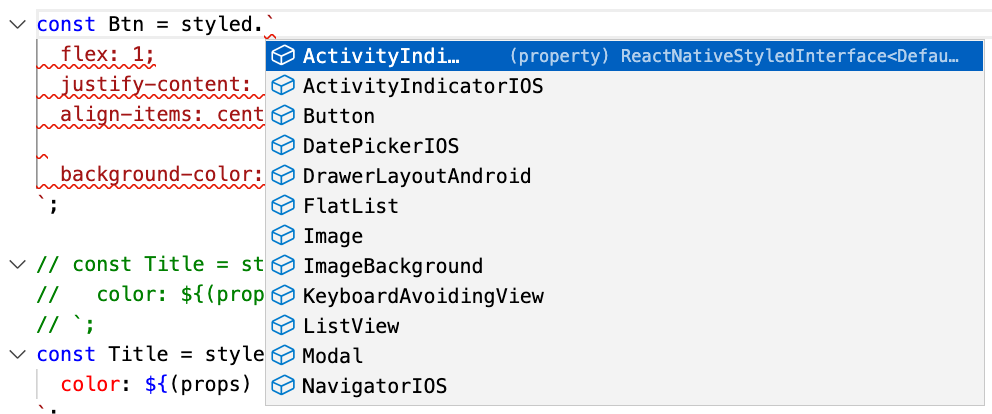 const Btn = styled.`
flex: 1;
justify-content:
align-items: cent
background-color:
`;
// const Title = st
//   color: ${(prop
// `;
const Title = style
color: ${(props)
`;
ActivityIndi… (property) ReactNativeStyledInterface<Defau…
ActivityIndicatorIOS
Button
DatePickerIOS
DrawerLayoutAndroid
FlatList
Image
ImageBackground
KeyboardAvoidingView
ListView
Modal
NavigatorIOS